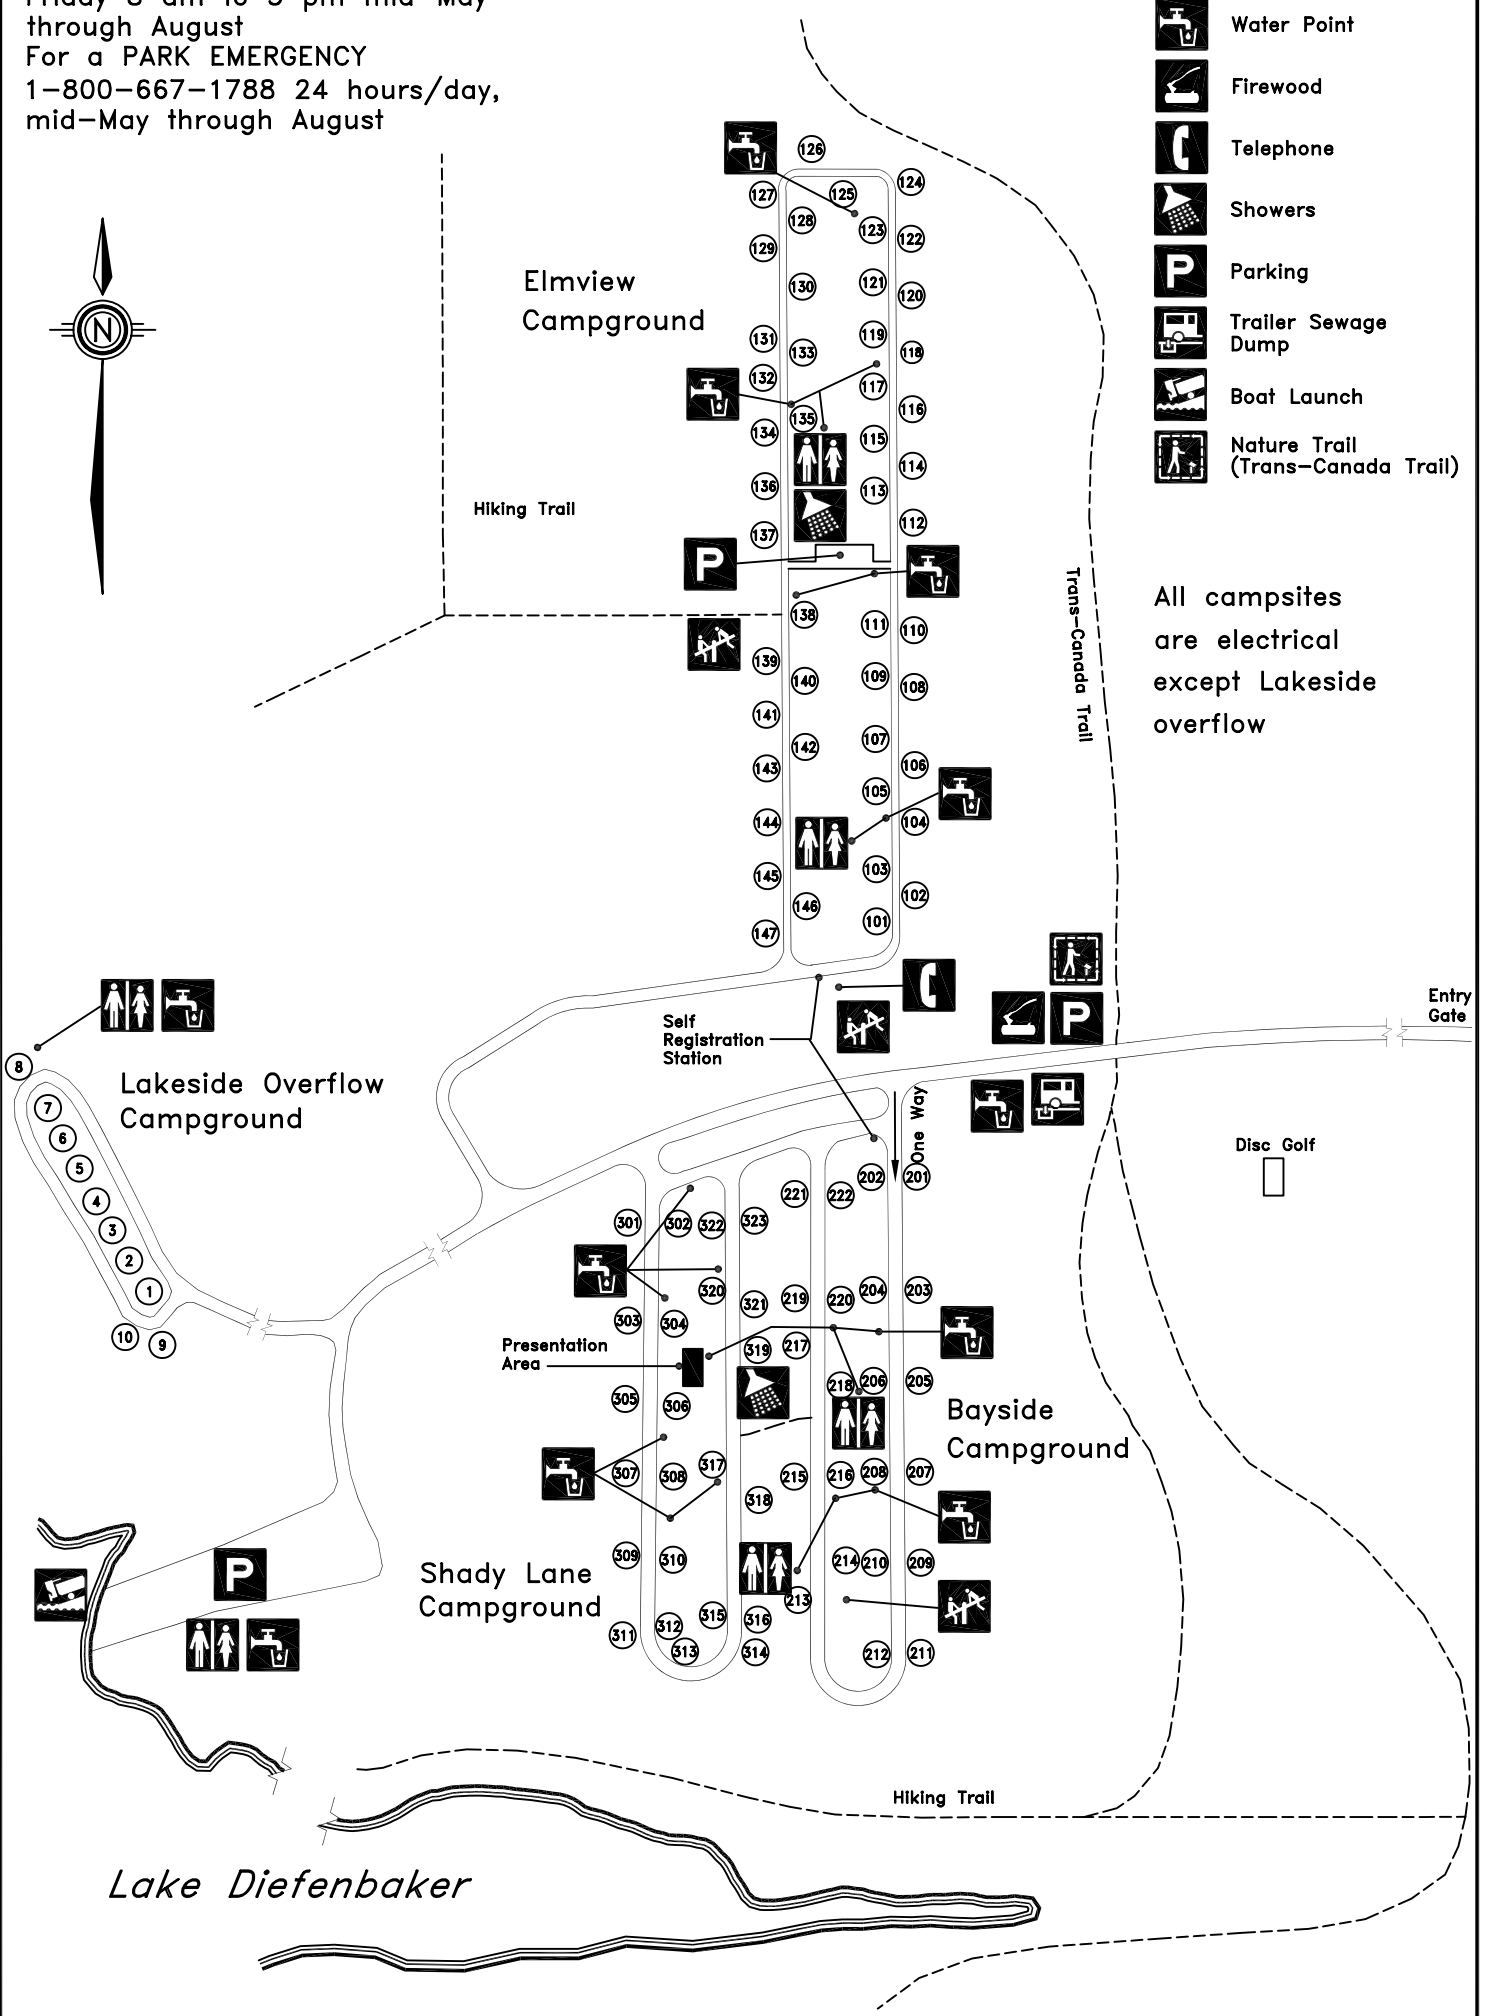 Friday 8 am to 5 pm mid-May
through August
For a PARK EMERGENCY
1-800-667-1788 24 hours/day,
mid-May through August
Water Point
Firewood
Telephone
Showers
P
Parking
Trailer Sewage
Dump
Boat Launch
Nature Trail
(Trans-Canada Trail)
N
Elmview
Campground
126
127
125
124
128
123
122
129
130
121
120
131
133
119
118
132
117
116
135
134
115
114
136
113
112
137
Hiking Trail
P
138
111
110
139
140
109
108
141
142
107
106
143
105
144
104
145
103
102
146
101
147
Trans-Canada Trail
All campsites
are electrical
except Lakeside
overflow
Self
Registration
Station
P
Entry
Gate
One Way
Disc Golf
8
Lakeside Overflow
Campground
7
6
5
4
3
2
1
10
9
301
302
322
323
221
222
202
201
303
304
320
321
219
220
204
203
Presentation
Area
319
217
305
306
218
206
205
Bayside
Campground
307
308
317
318
215
216
208
207
309
310
214
210
209
Shady Lane
Campground
213
311
312
313
315
316
314
212
211
P
Hiking Trail
Lake Diefenbaker